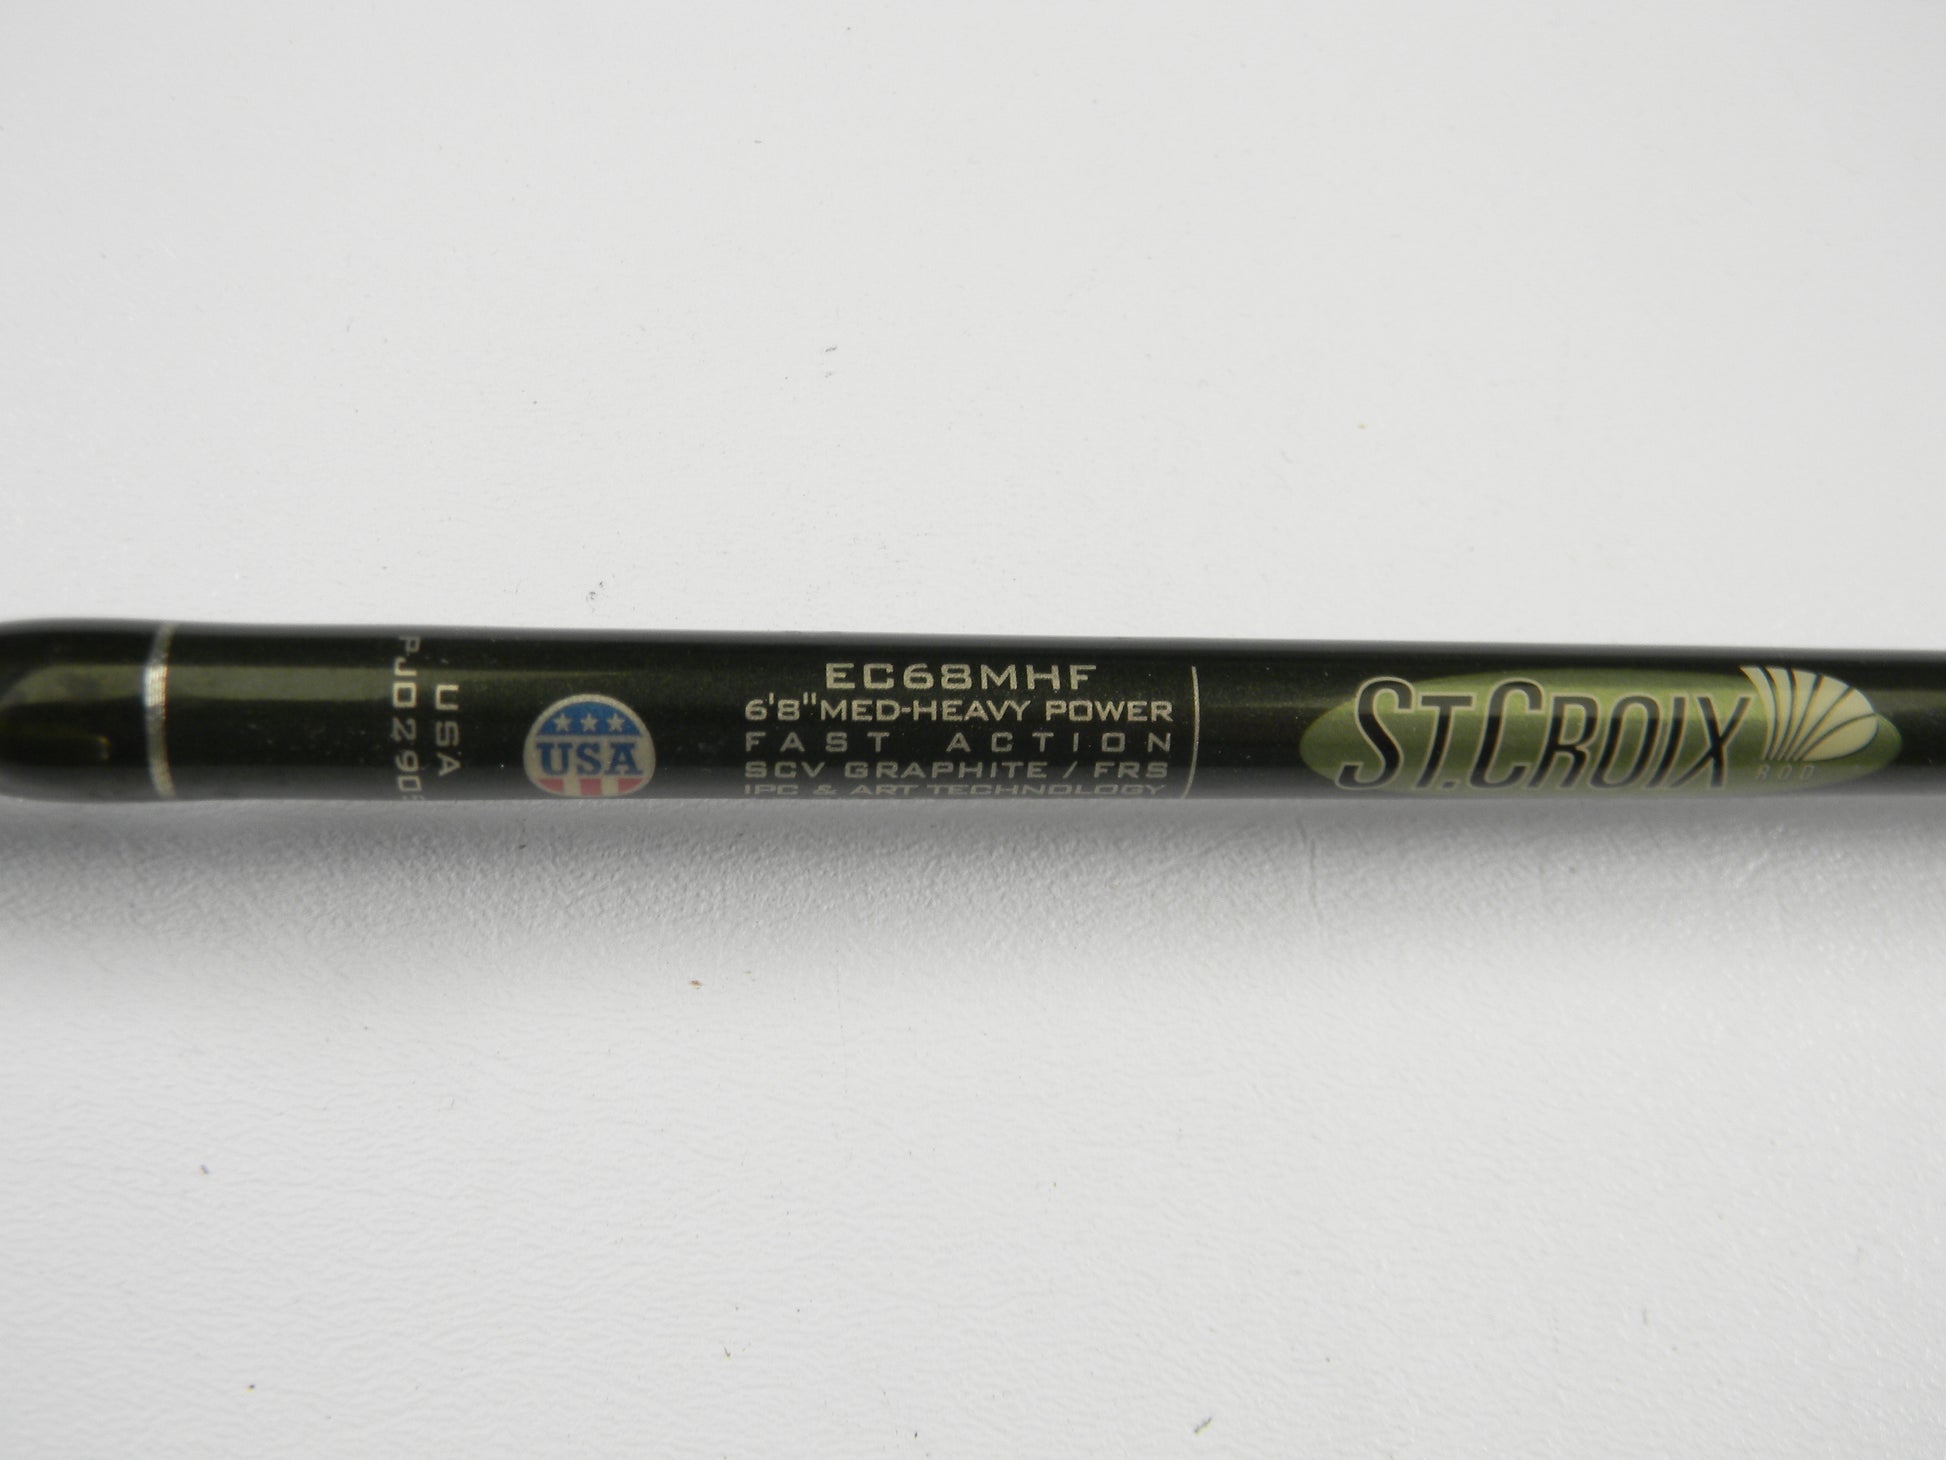 USA
USA
EC68MHF
6'8" MED-HEAVY POWER
FAST ACTION
SCV GRAPHITE / FRS
IPC & ART TECHNOLOGY
ST.CROIX
ROD